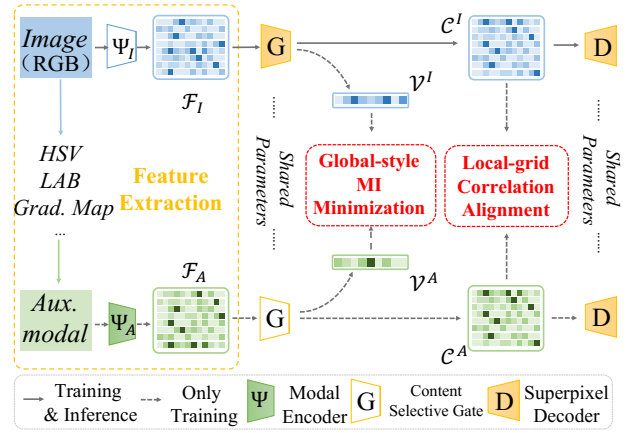 Image
(RGB)
Ψ_I
G
C^I
D
F_I
V^I
HSV
LAB
Grad. Map
...
Feature
Extraction
Shared
Parameters
Global-style
MI
Minimization
Local-grid
Correlation
Alignment
Shared
Parameters
F_A
V^A
Aux.
modal
Ψ_A
G
C^A
D
Training
& Inference
Only
Training
Ψ
Modal
Encoder
G
Content
Selective Gate
D
Superpixel
Decoder